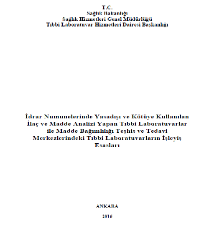 T.C.
Sağlık Bakanlığı
Sağlık Hizmetleri Genel Müdürlüğü
Tıbbi Laboratuvar Hizmetleri Dairesi Başkanlığı
İdrar Numunelerinde Yasadışı ve Kötüye Kullanılan
İlaç ve Madde Analizi Yapan Tıbbi Laboratuvarlar
ile Madde Bağımlılığı Teşhis ve Tedavi
Merkezlerindeki Tıbbi Laboratuvarların İşleyiş
Esasları
ANKARA
2016